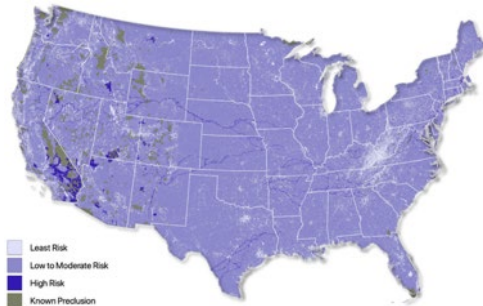 Least Risk
Low to Moderate Risk
High Risk
Known Preclusion